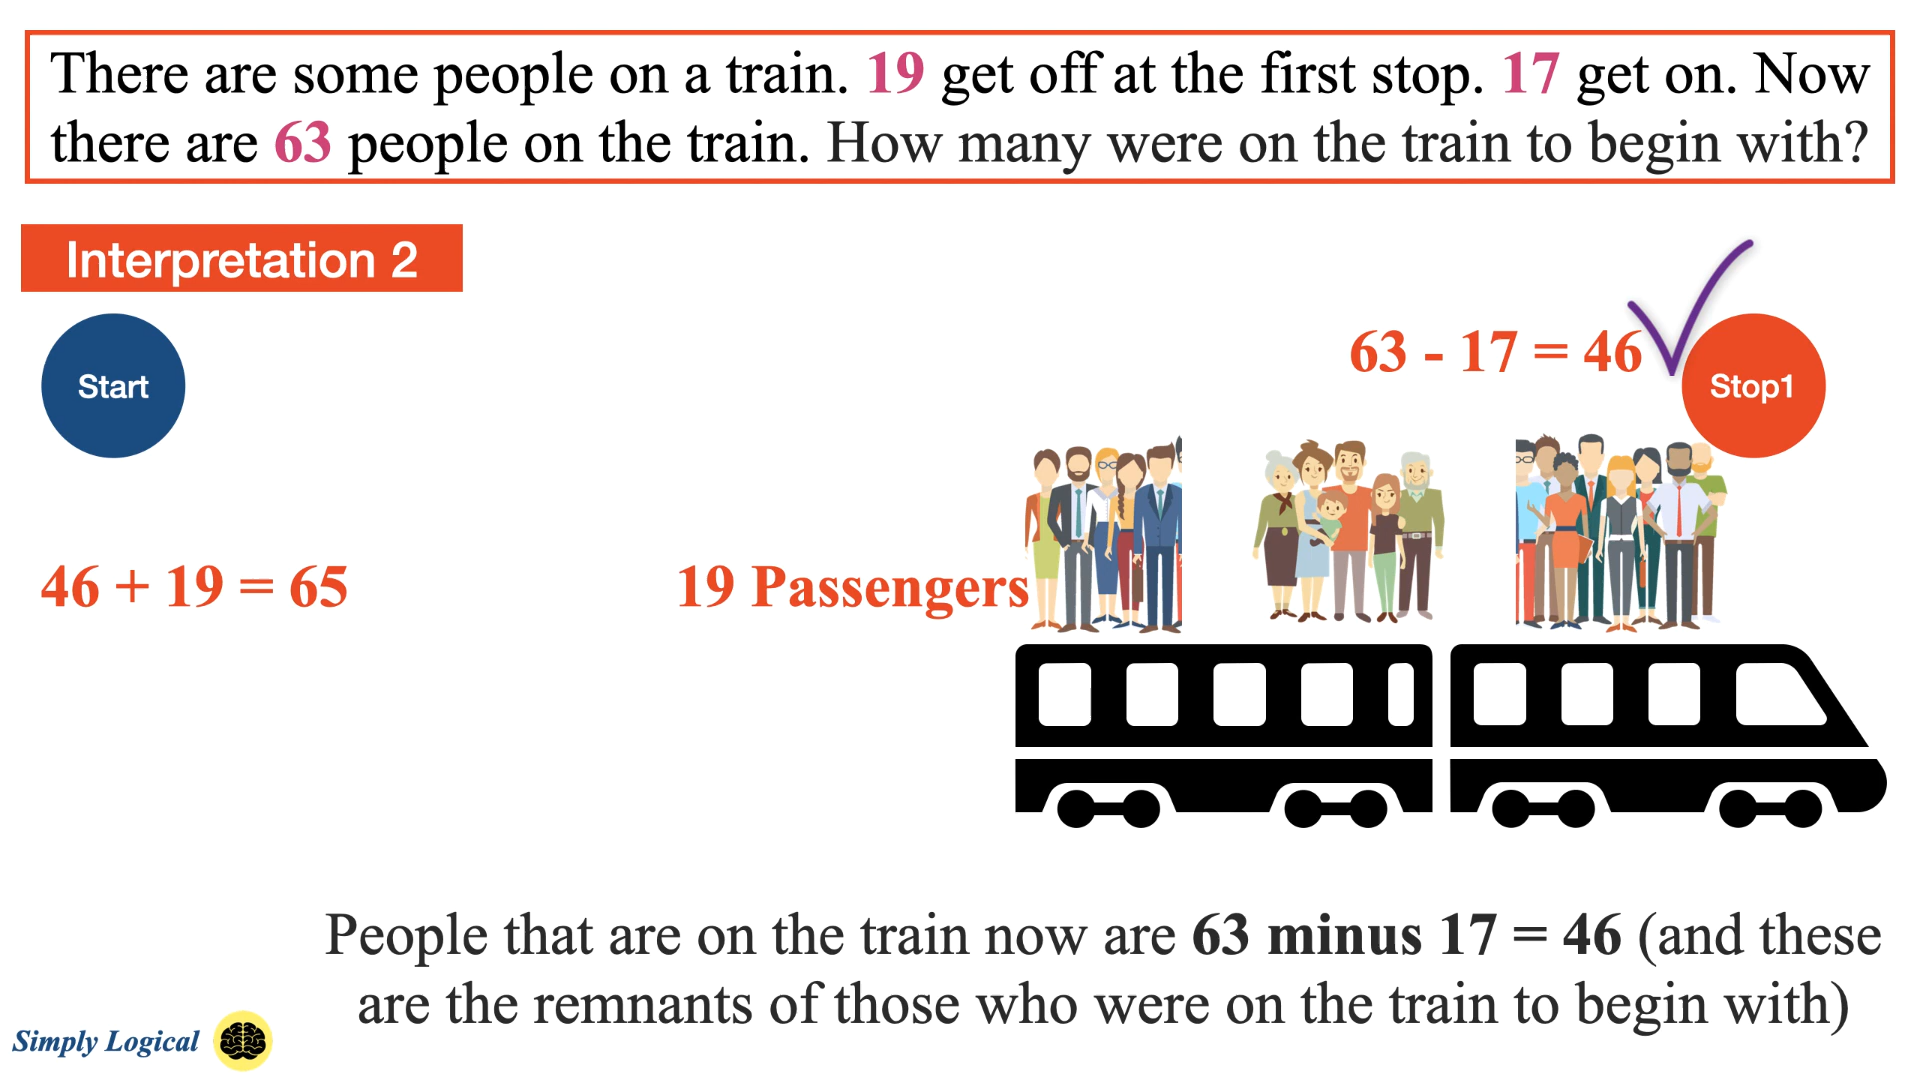 There are some people on a train. 19 get off at the first stop. 17 get on. Now
there are 63 people on the train. How many were on the train to begin with?
Interpretation 2
Start
63 - 17 = 46
Stop1
46 + 19 = 65
19 Passengers
People that are on the train now are 63 minus 17 = 46 (and these
are the remnants of those who were on the train to begin with)
Simply Logical